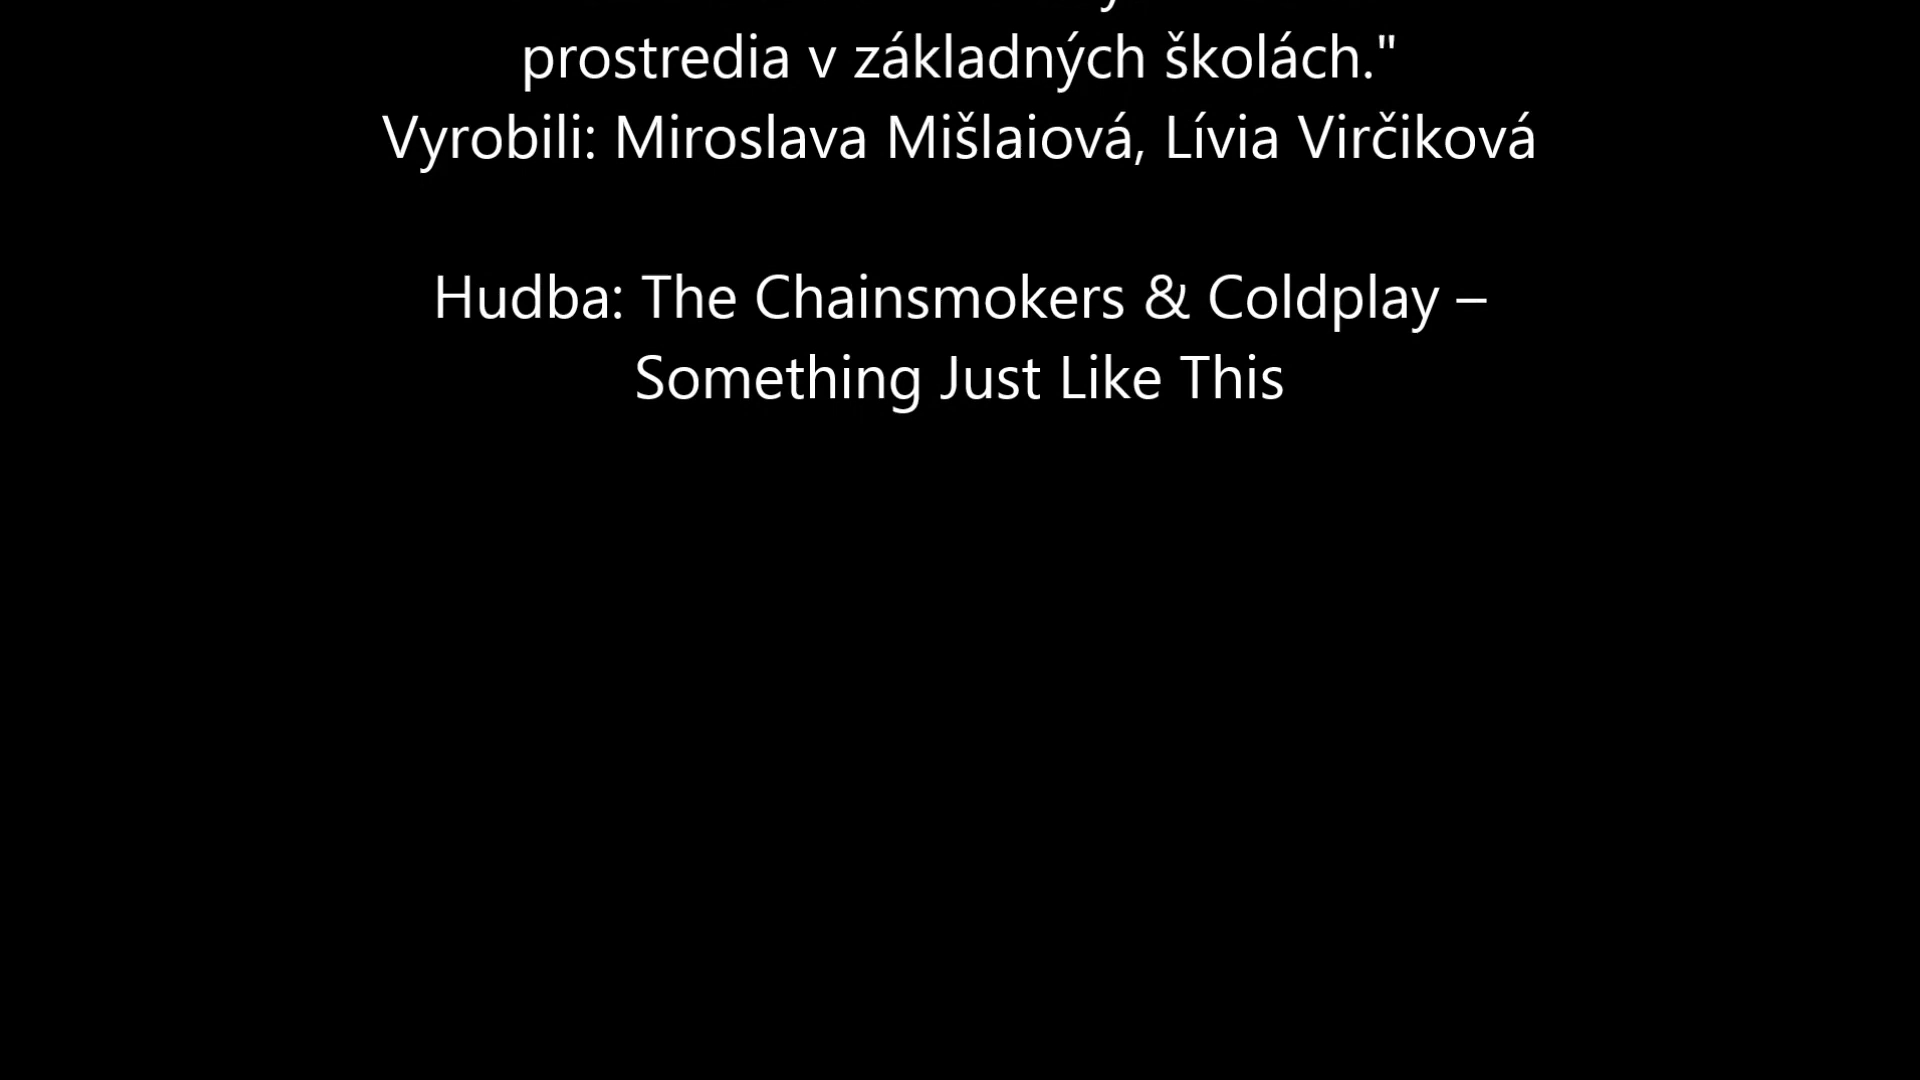 prostredia v základných školách."
Vyrobili: Miroslava Mišlaiová, Lívia Virčiková
Hudba: The Chainsmokers & Coldplay –
Something Just Like This